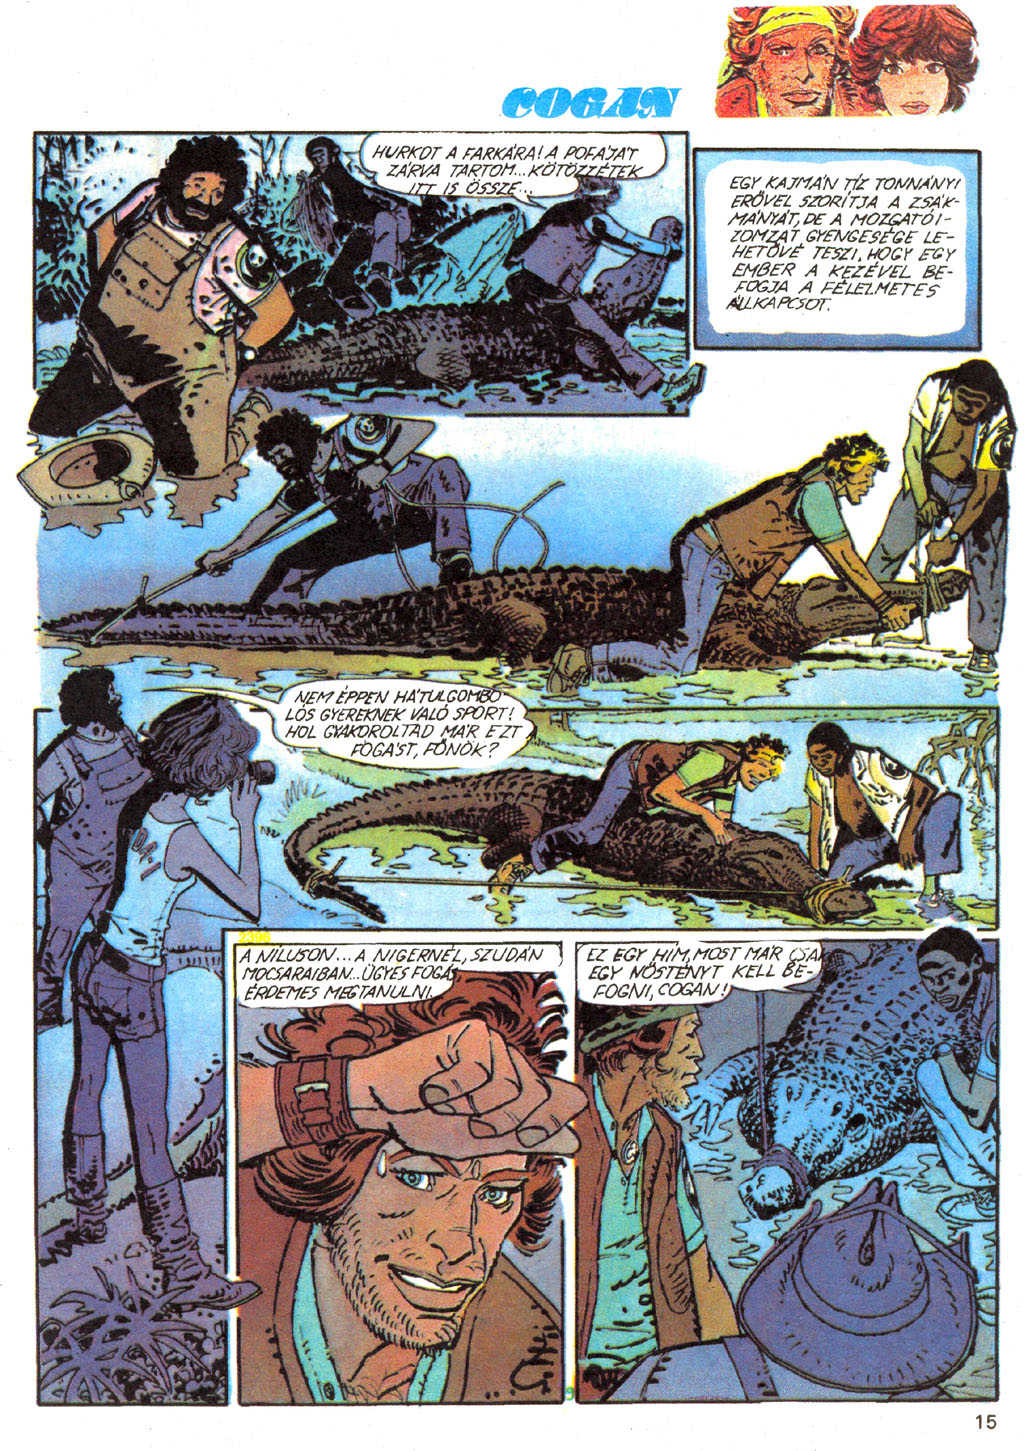 COGAN
HURKOT A FARKÁRA! A POFÁJÁT
ZÁRVA TARTOM... KÖTÖZZÉTEK
ITT IS ÖSSZE...
EGY KAJMÁN TÍZ TONNÁNYI
ERŐVEL SZORÍTJA A ZSÁK-
MÁNYÁT, DE A MOZGATÓI-
ZOMZAT GYENGESÉGE LE-
HETŐVÉ TESZI, HOGY EGY
EMBER A KEZÉVEL BE-
FOGJA A FÉLELMETES
ÁLKAPCSOT.
NEM ÉPPEN HÁTULGOMBO
LÓS GYEREKNEK VALÓ SPORT!
HOL GYAKOROLTAD MÁR EZT A
FOGÁST, FŐNÖK?
2396
A NÍLUSON... A NIGERNÉL, SZUDÁN
MOCSARAIBAN... ÜGYES FOGÁS
ÉRDEMES MEGTANULNI.
EZ EGY HÍM, MOST MÁR CSAK
EGY NŐSTÉNYT KELL BE-
FOGNI, COGAN!
9
15